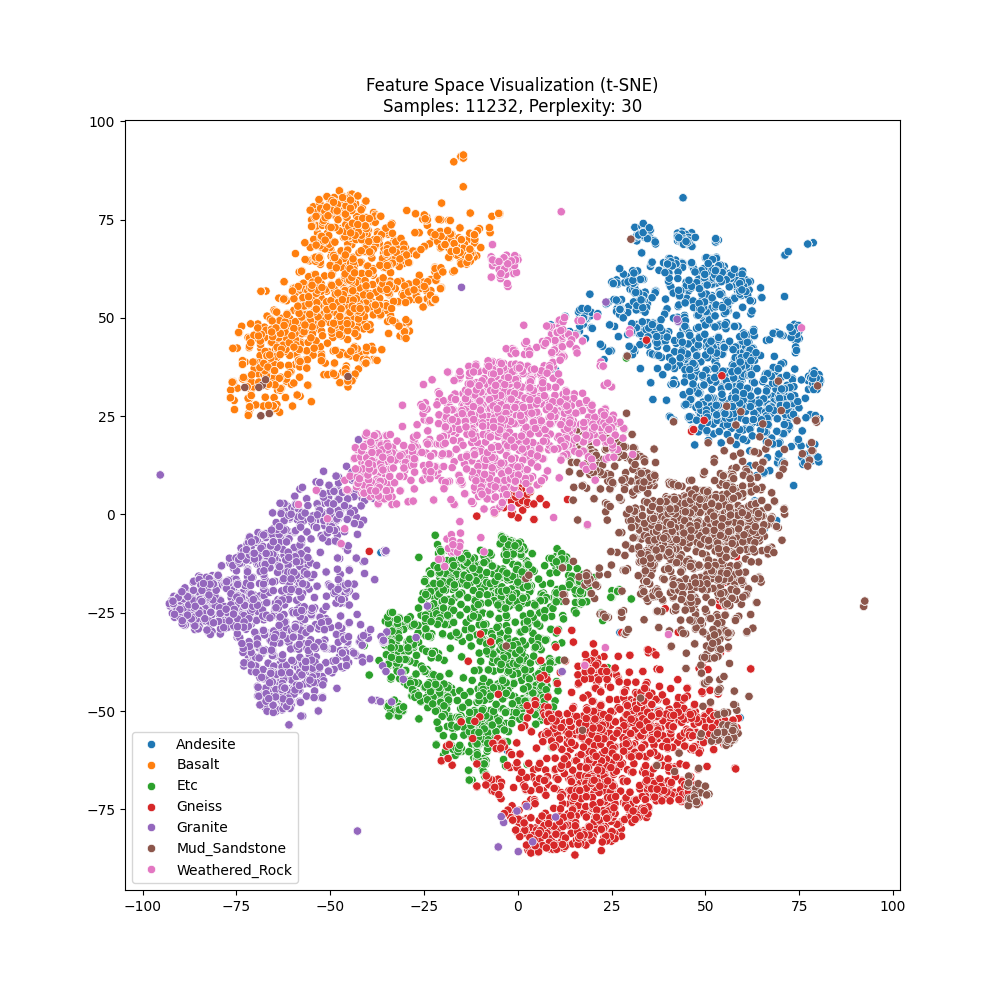 Feature Space Visualization (t-SNE)
Samples: 11232, Perplexity: 30
100
75
50
25
0
−25
−50
−75
Andesite
Basalt
Etc
Gneiss
Granite
Mud_Sandstone
Weathered_Rock
−100
−75
−50
−25
0
25
50
75
100